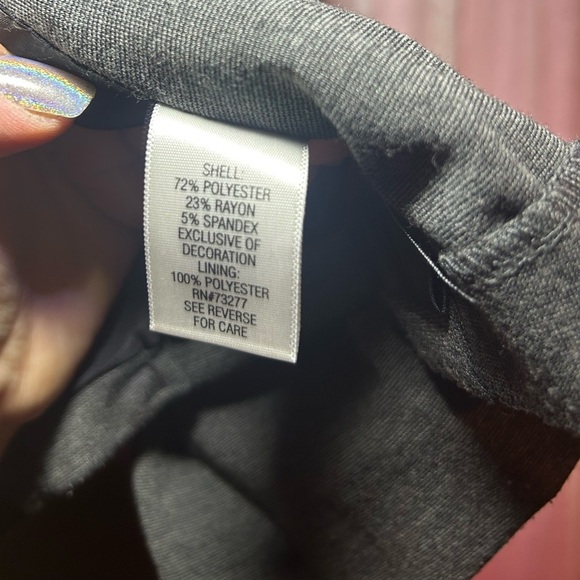 SHELL:
72% POLYESTER
23% RAYON
5% SPANDEX
EXCLUSIVE OF
DECORATION
LINING:
100% POLYESTER
RN#73277
SEE REVERSE
FOR CARE